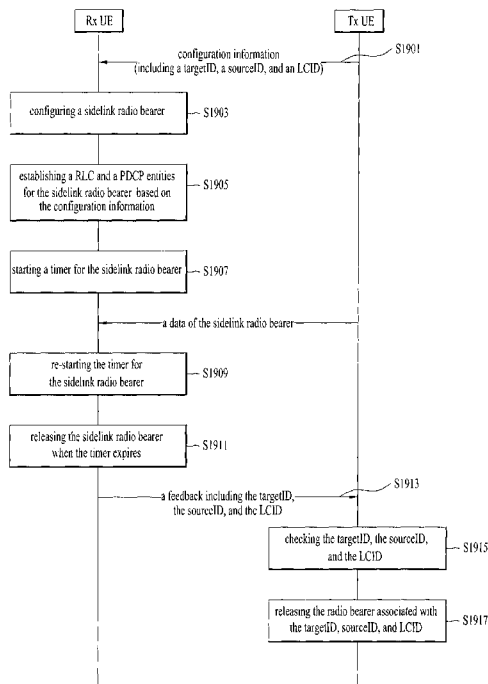 Rx UE
Tx UE
S1901
configuration information
(including a targetID, a sourceID, and an LCID)
configuring a sidelink radio bearer
S1903
establishing a RLC and a PDCP entities
for the sidelink radio bearer based on
the configuration information
S1905
starting a timer for the sidelink radio bearer
S1907
a data of the sidelink radio bearer
re-starting the timer for
the sidelink radio bearer
S1909
releasing the sidelink radio bearer
when the timer expires
S1911
S1913
a feedback including the targetID,
the sourceID, and the LCID
checking the targetID, the sourceID,
and the LCID
S1915
releasing the radio bearer associated with
the targetID, sourceID, and LCID
S1917